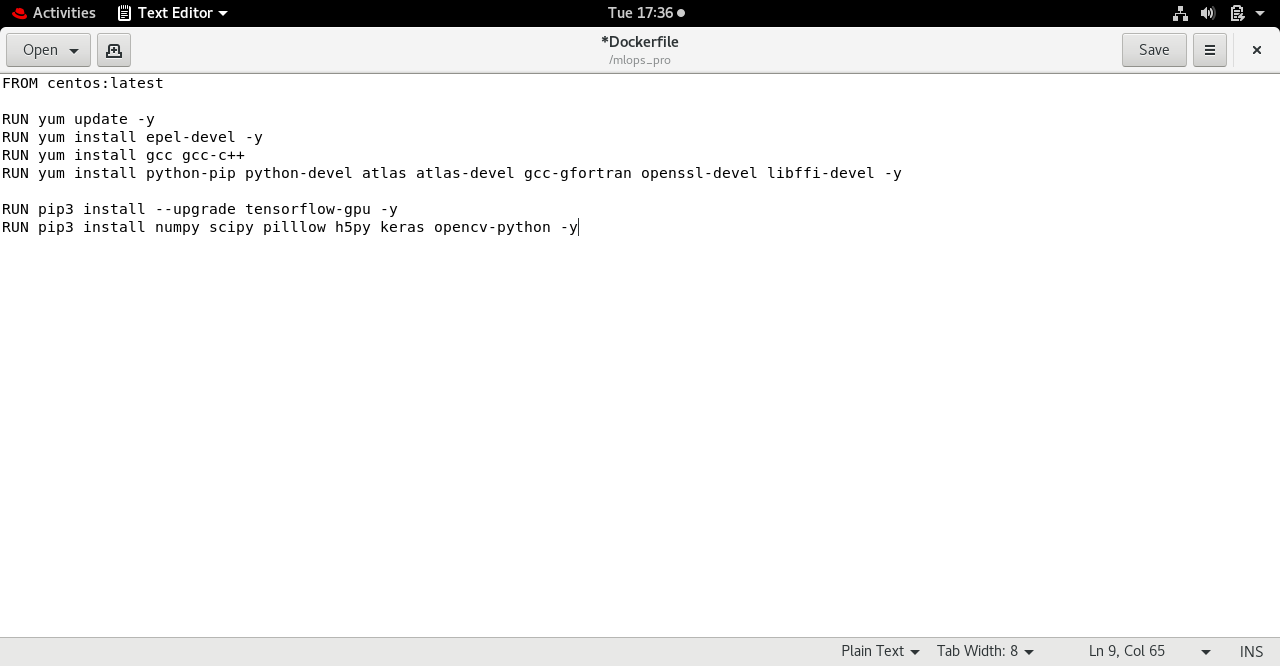 Activities Text Editor Tue 17:36
Open *Dockerfile Save
/mlops_pro
FROM centos:latest
RUN yum update -y
RUN yum install epel-devel -y
RUN yum install gcc gcc-c++
RUN yum install python-pip python-devel atlas atlas-devel gcc-gfortran openssl-devel libffi-devel -y
RUN pip3 install --upgrade tensorflow-gpu -y
RUN pip3 install numpy scipy pilllow h5py keras opencv-python -y
Plain Text Tab Width: 8 Ln 9, Col 65 INS